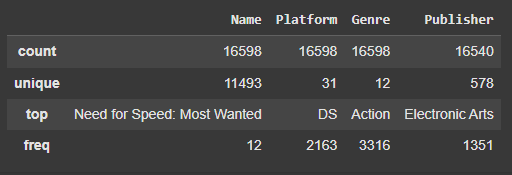 Name Platform Genre Publisher
count 16598 16598 16598 16540
unique 11493 31 12 578
top Need for Speed: Most Wanted DS Action Electronic Arts
freq 12 2163 3316 1351